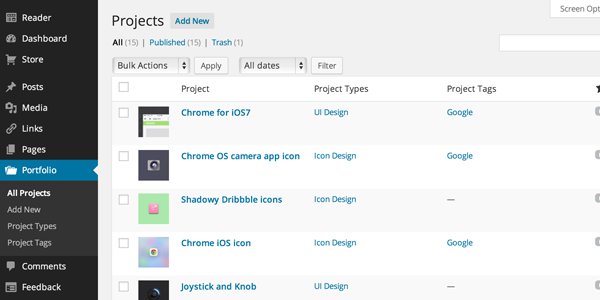 Reader
Dashboard
Store
Posts
Media
Links
Pages
Portfolio
All Projects
Add New
Project Types
Project Tags
Comments
Feedback
Screen Opt
Projects Add New
All (15) | Published (15) | Trash (1)
Bulk Actions Apply All dates Filter
Project Project Types Project Tags
Chrome for iOS7 UI Design Google
Chrome OS camera app icon Icon Design Google
Shadowy Dribbble icons Icon Design —
Chrome iOS icon Icon Design Google
Joystick and Knob UI Design —